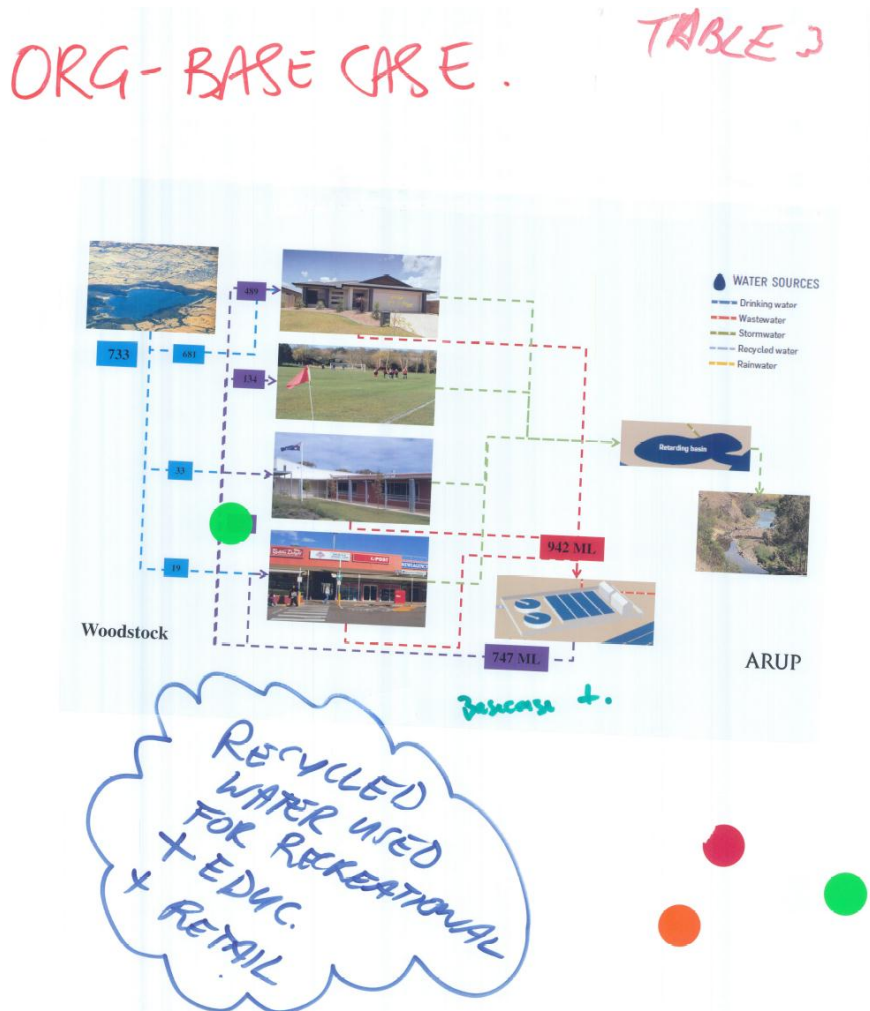 ORG - BASE CASE.
TABLE 3
WATER SOURCES
Drinking water
Wastewater
Stormwater
Recycled water
Rainwater
489
733
681
134
33
19
Retarding basin
942 ML
747 ML
Woodstock
ARUP
Basecase +.
RECYCLED
WATER USED
FOR RECREATIONAL
+ EDUC.
+ RETAIL